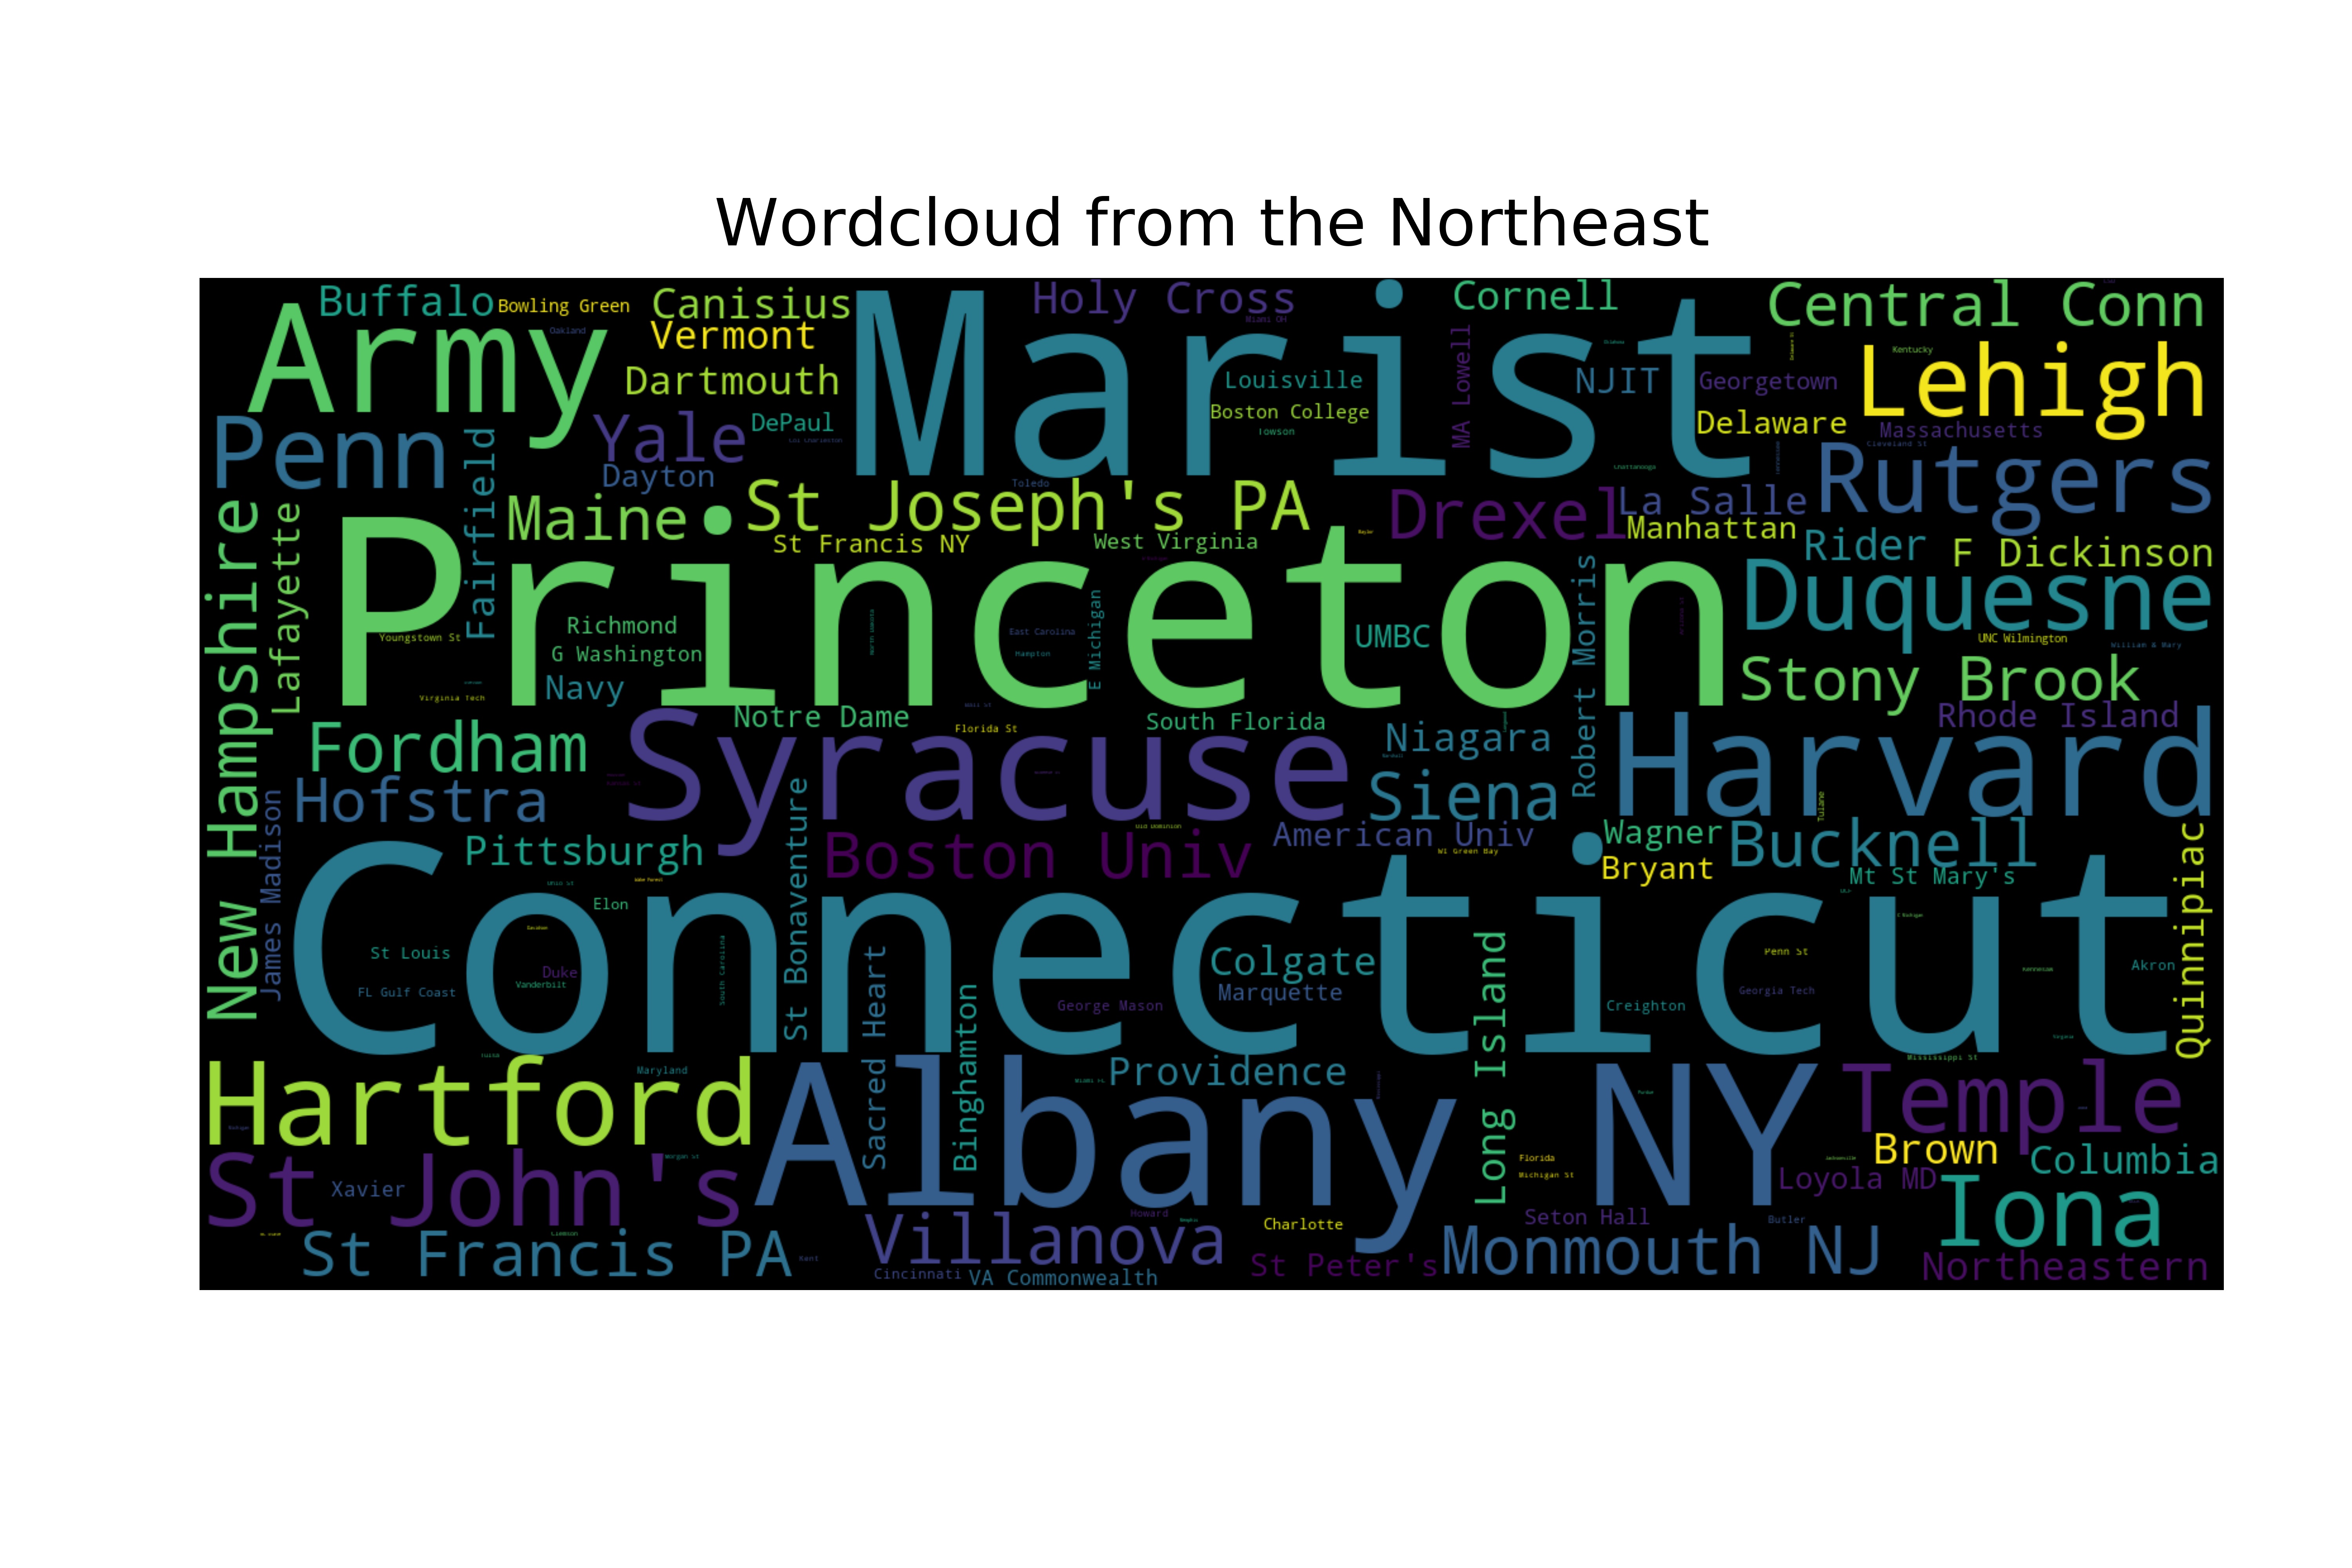 Wordcloud from the Northeast
Buffalo
Bowling Green
Canisius
Holy Cross
Cornell
Central Conn
Army
Oakland
Vermont
Marist
Miami OH
MA Lowell
Kentucky
Lehigh
Dartmouth
Louisville
NJIT
Georgetown
Boston College
Delaware
Penn
Fairfield
Yale
DePaul
Towson
Massachusetts
Cleveland St
Rutgers
Dayton
Chattanooga
Toledo
New Hampshire
Lafayette
Maine
St Joseph's PA
Drexel
La Salle
Manhattan
St Francis NY
West Virginia
Rider
F Dickinson
Princeton
Robert Morris
Duquesne
Youngstown St
Richmond
E Michigan
East Carolina
UMBC
UNC Wilmington
William & Mary
G Washington
Hampton
Navy
Virginia Tech
Stony Brook
Notre Dame
South Florida
Florida St
Rhode Island
Fordham
Syracuse
Niagara
Harvard
Siena
James Madison
Hofstra
St Bonaventure
Tulane
Old Dominion
Pittsburgh
Boston Univ
American Univ
WI Green Bay
Wagner
Bucknell
Bryant
Quinnipiac
Mt St Mary's
Ohio St
Wake Forest
Elon
Connecticut
St Louis
Duke
Vanderbilt
South Carolina
FL Gulf Coast
Sacred Heart
Colgate
Marquette
George Mason
Long Island
Penn St
Akron
Georgia Tech
Creighton
Binghamton
Hartford
Maryland
Albany NY
Providence
Miami FL
Mississippi St
Temple
Brown
Columbia
St John's
Morgan St
Xavier
Florida
Michigan St
Loyola MD
Iona
St Francis PA
Kent
Villanova
Howard
Charlotte
Seton Hall
Butler
Monmouth NJ
Cincinnati
VA Commonwealth
St Peter's
Northeastern